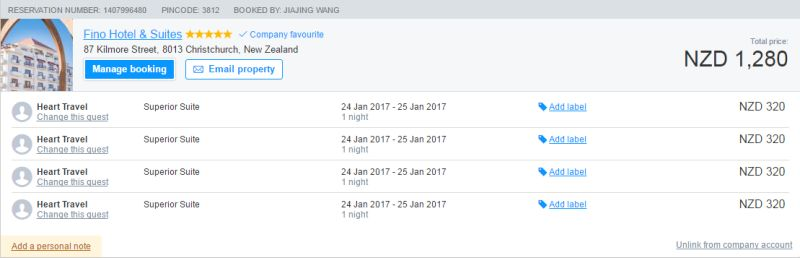 RESERVATION NUMBER: 1407996480 PINCODE: 3812 BOOKED BY: JIAJING WANG
Fino Hotel & Suites Company favourite
87 Kilmore Street, 8013 Christchurch, New Zealand
Total price:
NZD 1,280
Manage booking Email property
Heart Travel Superior Suite 24 Jan 2017 - 25 Jan 2017 Add label NZD 320
Change this guest 1 night
Heart Travel Superior Suite 24 Jan 2017 - 25 Jan 2017 Add label NZD 320
Change this guest 1 night
Heart Travel Superior Suite 24 Jan 2017 - 25 Jan 2017 Add label NZD 320
Change this guest 1 night
Heart Travel Superior Suite 24 Jan 2017 - 25 Jan 2017 Add label NZD 320
Change this guest 1 night
Add a personal note Unlink from company account